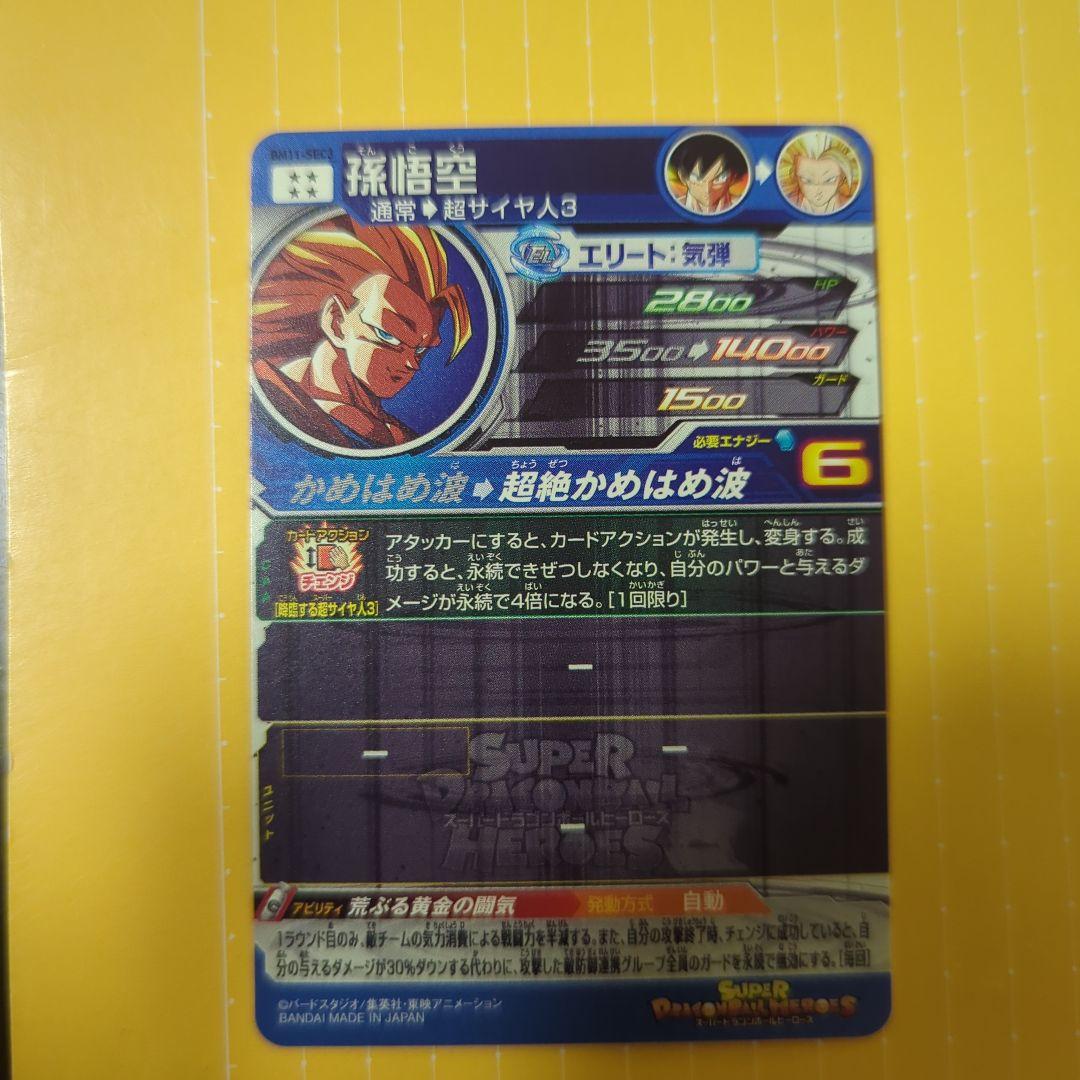 BM11-SEC3
孫悟空
そん ご くう
通常➡超サイヤ人3
EL エリート:気弾
HP
2800
パワー
3500➡14000
ガード
1500
必要エナジー 6
かめはめ波➡超絶かめはめ波
カードアクション
チェンジ
[降臨する超サイヤ人3]
アタッカーにすると、カードアクションが発生し、変身する。成
功すると、永続できぜつしなくなり、自分のパワーと与えるダ
メージが永続で4倍になる。[1回限り]
ー
ユニット
ー ー
ー
SUPER
DRAGONBALL
スーパードラゴンボールヒーローズ
HEROES
アビリティ 荒ぶる黄金の闘気 発動方式 自動
1ラウンド目のみ、敵チームの気力消費による戦闘力を半減する。また、自分の攻撃終了時、チェンジに成功していると、自
分の与えるダメージが30%ダウンする代わりに、攻撃した敵防御連携グループ全員のガードを永続で無効にする。[毎回]
©バードスタジオ/集英社・東映アニメーション
BANDAI MADE IN JAPAN
SUPER
DRAGONBALL HEROES
スーパードラゴンボールヒーローズ